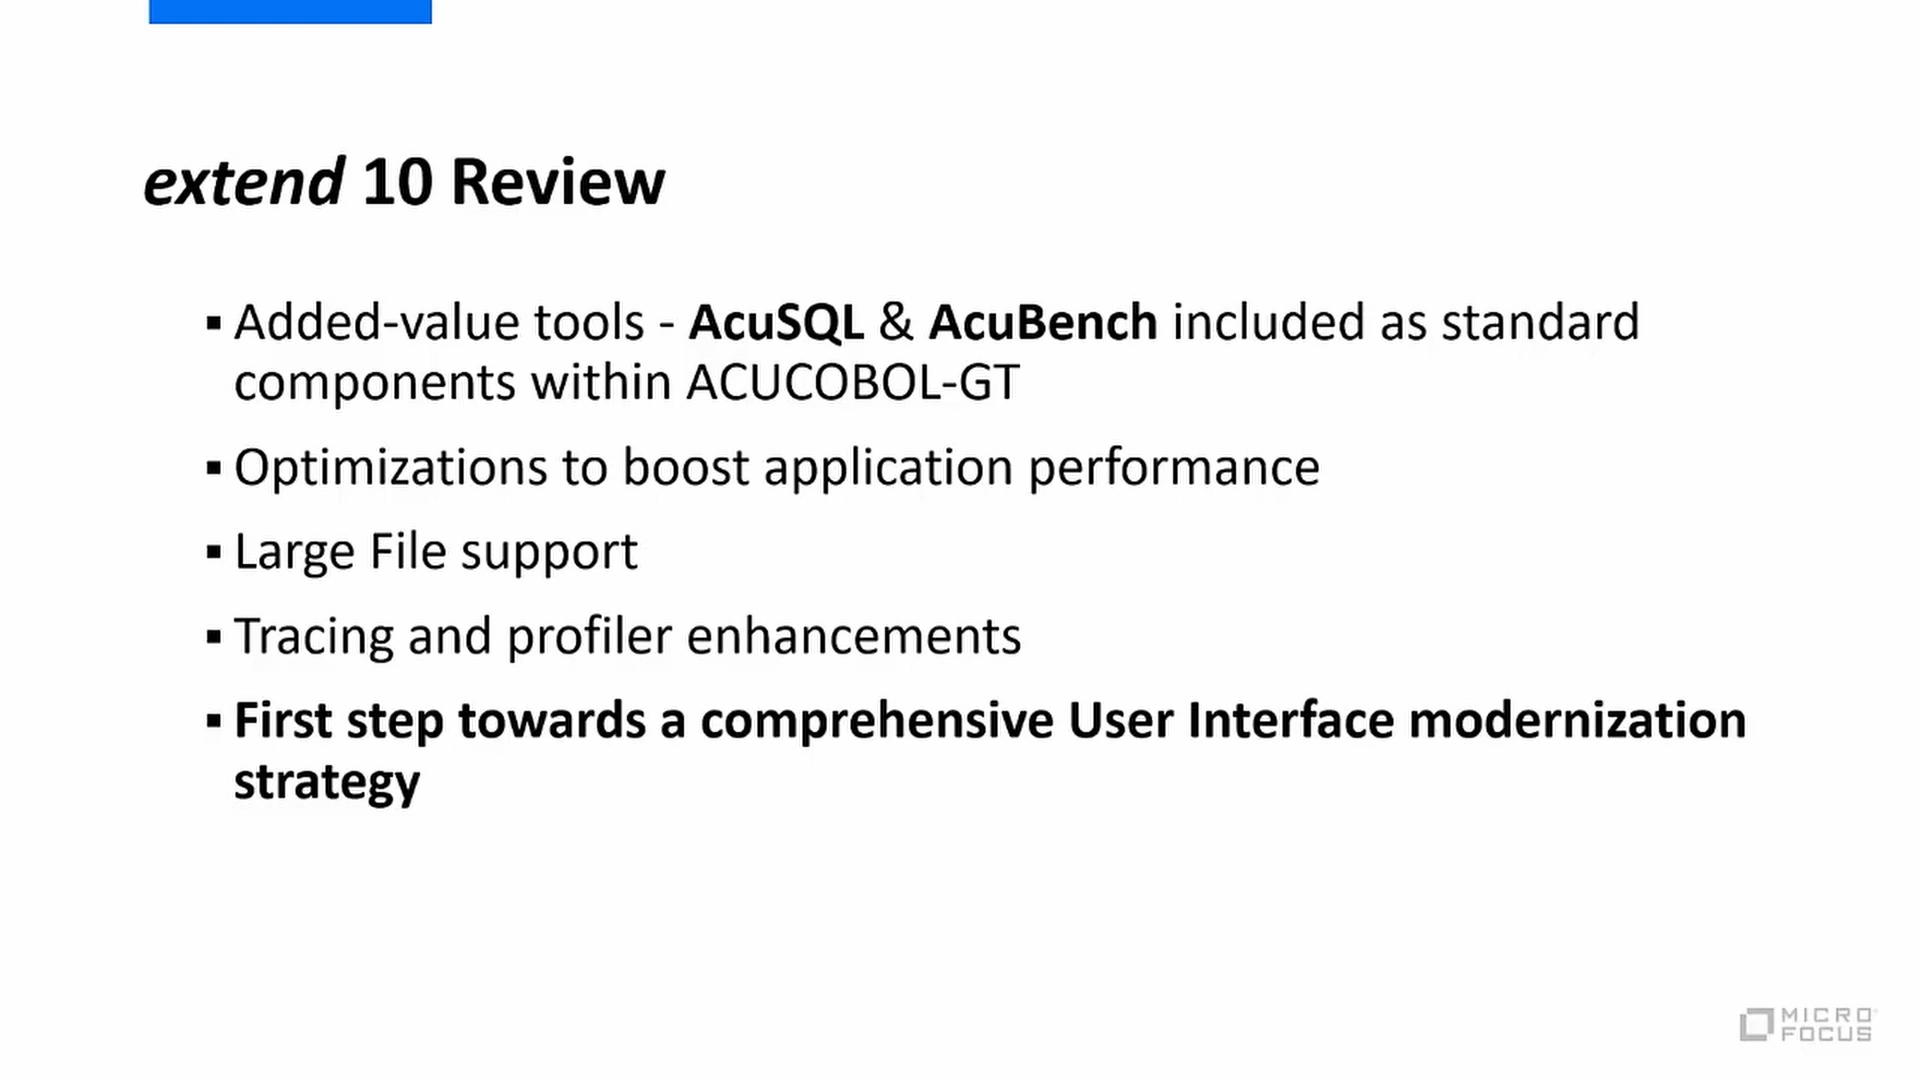 extend 10 Review
▪ Added-value tools - AcuSQL & AcuBench included as standard
components within ACUCOBOL-GT
▪ Optimizations to boost application performance
▪ Large File support
▪ Tracing and profiler enhancements
▪ First step towards a comprehensive User Interface modernization
strategy
MICRO
FOCUS